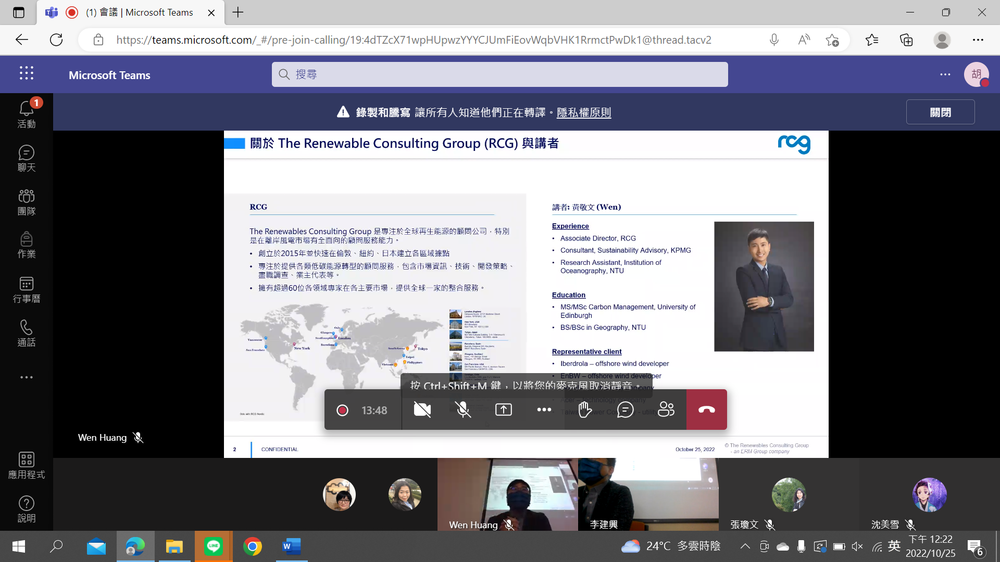 (1) 會議 | Microsoft Teams
https://teams.microsoft.com/_#/pre-join-calling/19:4dTZcX71wpHUpwzYYYCJUmFiEovWqbVHK1RrmctPwDk1@thread.tacv2
Microsoft Teams
搜尋
胡
1
活動
聊天
團隊
作業
行事曆
通話
應用程式
說明
錄製和騰寫 讓所有人知道他們正在轉譯。隱私權原則
關閉
關於 The Renewable Consulting Group (RCG) 與講者
rcg
RCG
The Renewables Consulting Group 是專注於全球再生能源的顧問公司，特別
是在離岸風電市場有全面向的顧問服務能力。
• 創立於2015年並快速在倫敦、紐約、日本建立各區域據點
• 專注於提供各類低碳能源轉型的顧問服務，包含市場資訊、技術、開發策略、
盡職調查、業主代表等。
• 擁有超過60位各領域專家在各主要市場，提供全球一家的整合服務。
Vancouver
San Francisco
New York
Oslo
Glasgow
Southampton
London
Barcelona
South Korea
Tokyo
Taipei
Philippines
Vietnam
London, England
New York, USA
Tokyo, Japan
Barcelona, Spain
Glasgow, Scotland
San Francisco, USA
Oslo with RCG Nordic
講者: 黃敬文 (Wen)
Experience
• Associate Director, RCG
• Consultant, Sustainability Advisory, KPMG
• Research Assistant, Institution of
Oceanography, NTU
Education
• MS/MSc Carbon Management, University of
Edinburgh
• BS/BSc in Geography, NTU
Representative client
• Iberdrola – offshore wind developer
• EnBW – offshore wind developer
• Acer – technology company
• Taiwan Power Company - utility
按 Ctrl+Shift+M 鍵，以將您的麥克風取消靜音。
13:48
2
CONFIDENTIAL
October 25, 2022
© The Renewables Consulting Group
- an ERM Group company
Wen Huang
Wen Huang
李建興
張瓊文
沈美雪
LINE
W
24°C 多雲時陰
英
下午 12:22
2022/10/25
6